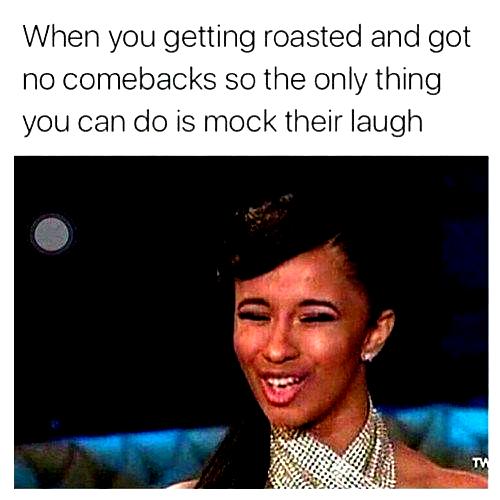 When you getting roasted and got
no comebacks so the only thing
you can do is mock their laugh
TW